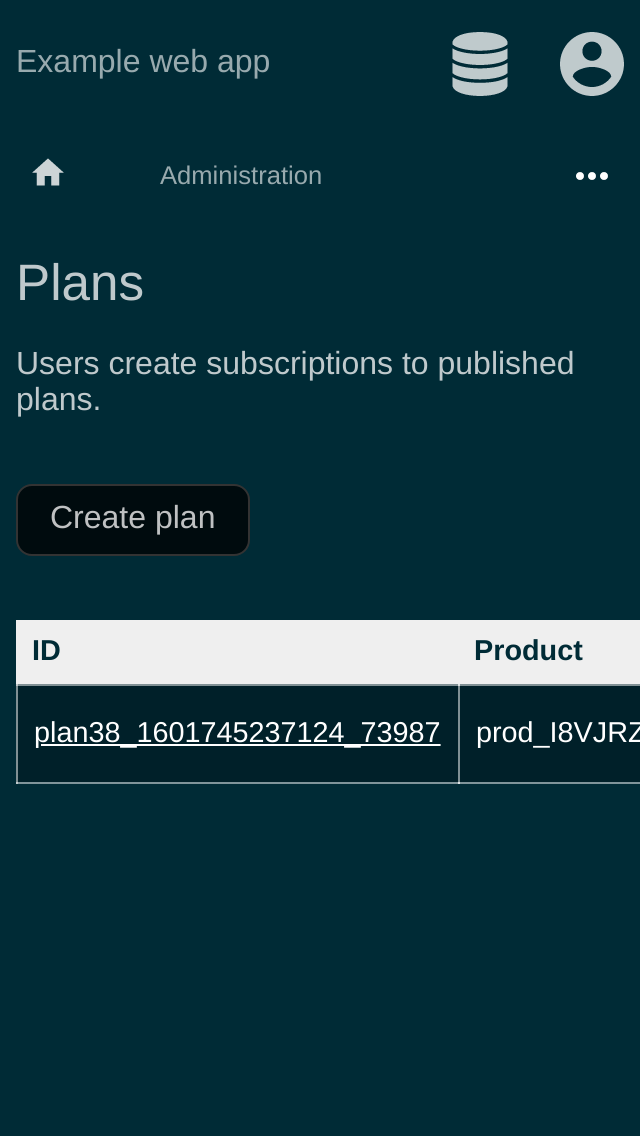 Example web app
Administration
Plans
Users create subscriptions to published
plans.
Create plan
ID Product
plan38_1601745237124_73987 prod_I8VJRZ